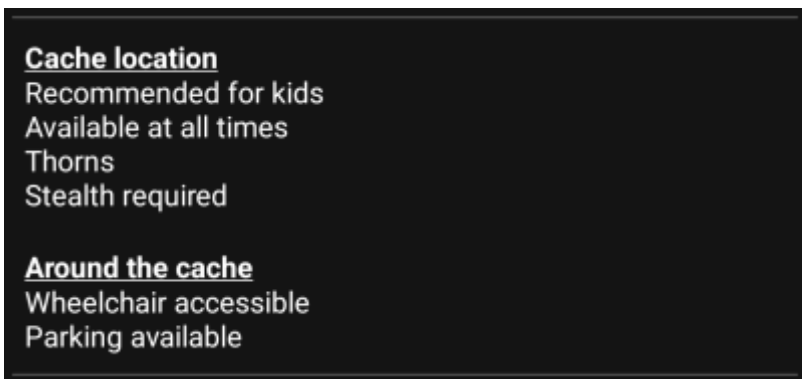 Cache location
Recommended for kids
Available at all times
Thorns
Stealth required
Around the cache
Wheelchair accessible
Parking available